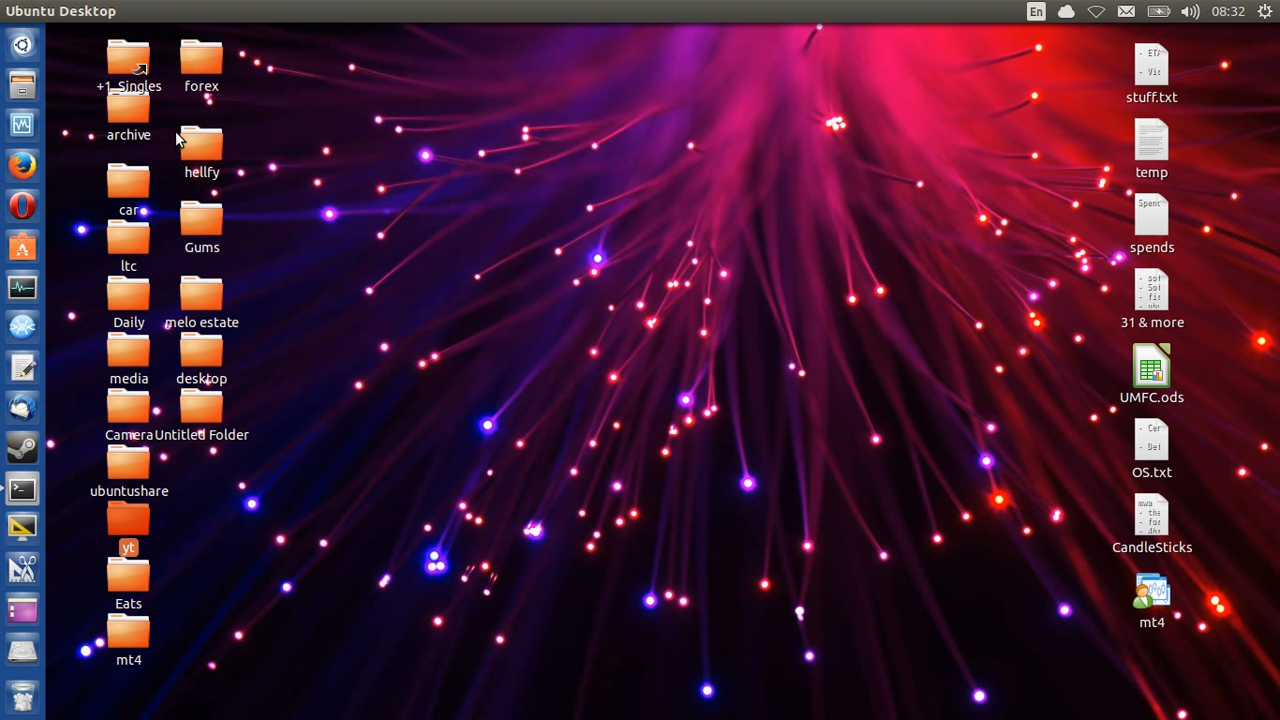 Ubuntu Desktop
En
08:32
+1_Singles
forex
archive
hellfy
car
Gums
ltc
Daily
melo estate
media
desktop
Camera
Untitled Folder
ubuntushare
yt
Eats
mt4
stuff.txt
temp
spends
31 & more
UMFC.ods
OS.txt
CandleSticks
mt4